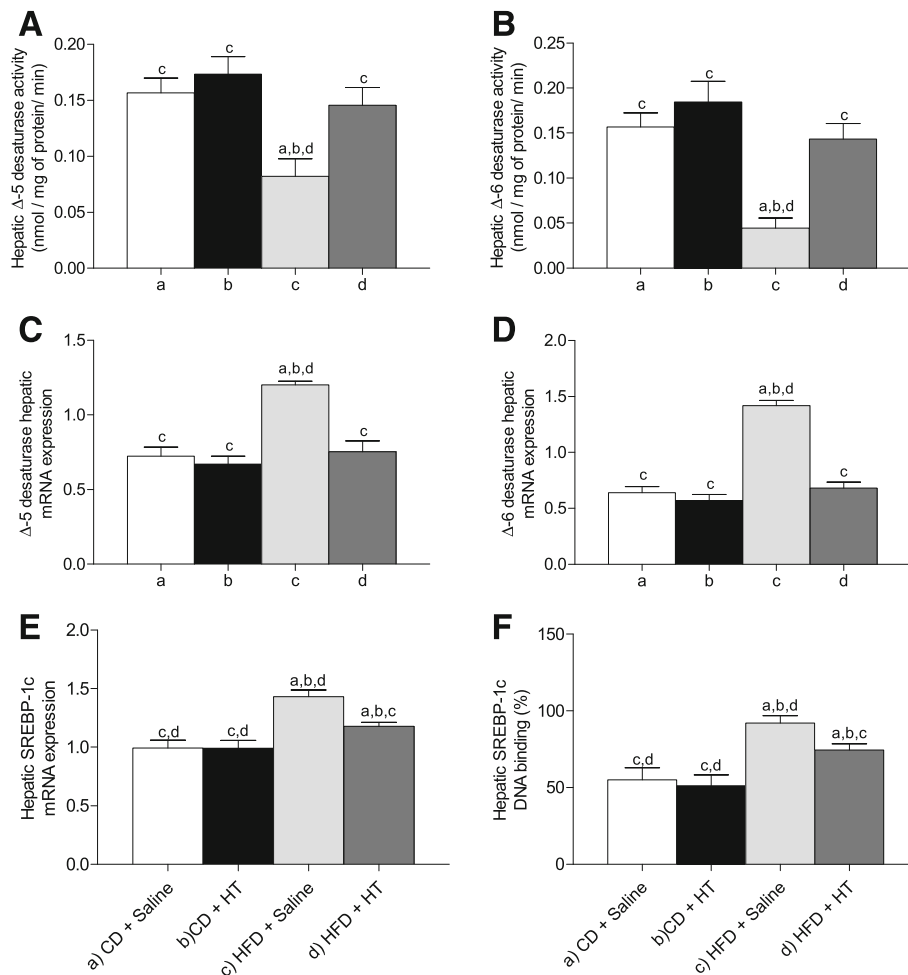 A
Hepatic Δ-5 desaturase activity
(nmol / mg of protein/ min)
0.20
0.15
0.10
0.05
0.00
c
c
a,b,d
c
a
b
c
d
B
Hepatic Δ-6 desaturase activity
(nmol / mg of protein/ min)
0.25
0.20
0.15
0.10
0.05
0.00
c
c
a,b,d
c
a
b
c
d
C
Δ-5 desaturase hepatic
mRNA expression
1.5
1.0
0.5
0.0
c
c
a,b,d
c
a
b
c
d
D
Δ-6 desaturase hepatic
mRNA expression
2.0
1.5
1.0
0.5
0.0
c
c
a,b,d
c
a
b
c
d
E
Hepatic SREBP-1c
mRNA expression
2.0
1.5
1.0
0.5
0.0
c,d
c,d
a,b,d
a,b,c
a) CD + Saline
b)CD + HT
c) HFD + Saline
d) HFD + HT
F
Hepatic SREBP-1c
DNA binding (%)
150
100
50
0
c,d
c,d
a,b,d
a,b,c
a) CD + Saline
b)CD + HT
c) HFD + Saline
d) HFD + HT